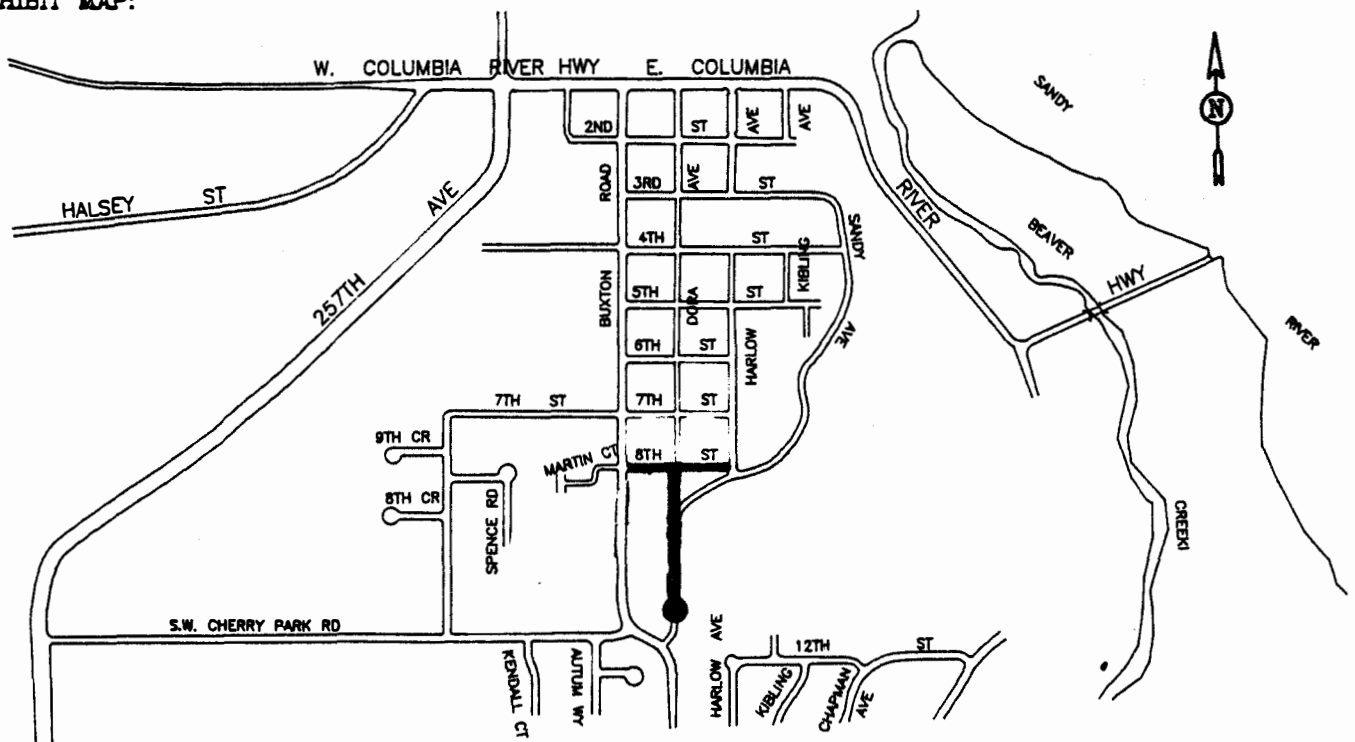 HIBIT MAP:
W. COLUMBIA RIVER HWY E. COLUMBIA
SANDY
N
2ND ST AVE AVE
ROAD
3RD AVE ST
HALSEY ST
AVE
RIVER
SANDY
BEAVER
4TH ST
KIBLING
HWY
257TH
BUXTON
5TH DORA ST
RIVER
AVE
6TH ST
HARLOW
7TH ST
7TH ST
9TH CR
MARTIN CT
8TH ST
8TH CR
SPENCE RD
CREEKI
S.W. CHERRY PARK RD
HARLOW AVE
12TH ST
KENDALL CT
AUTUM WY
KIBLING
CHAPMAN AVE